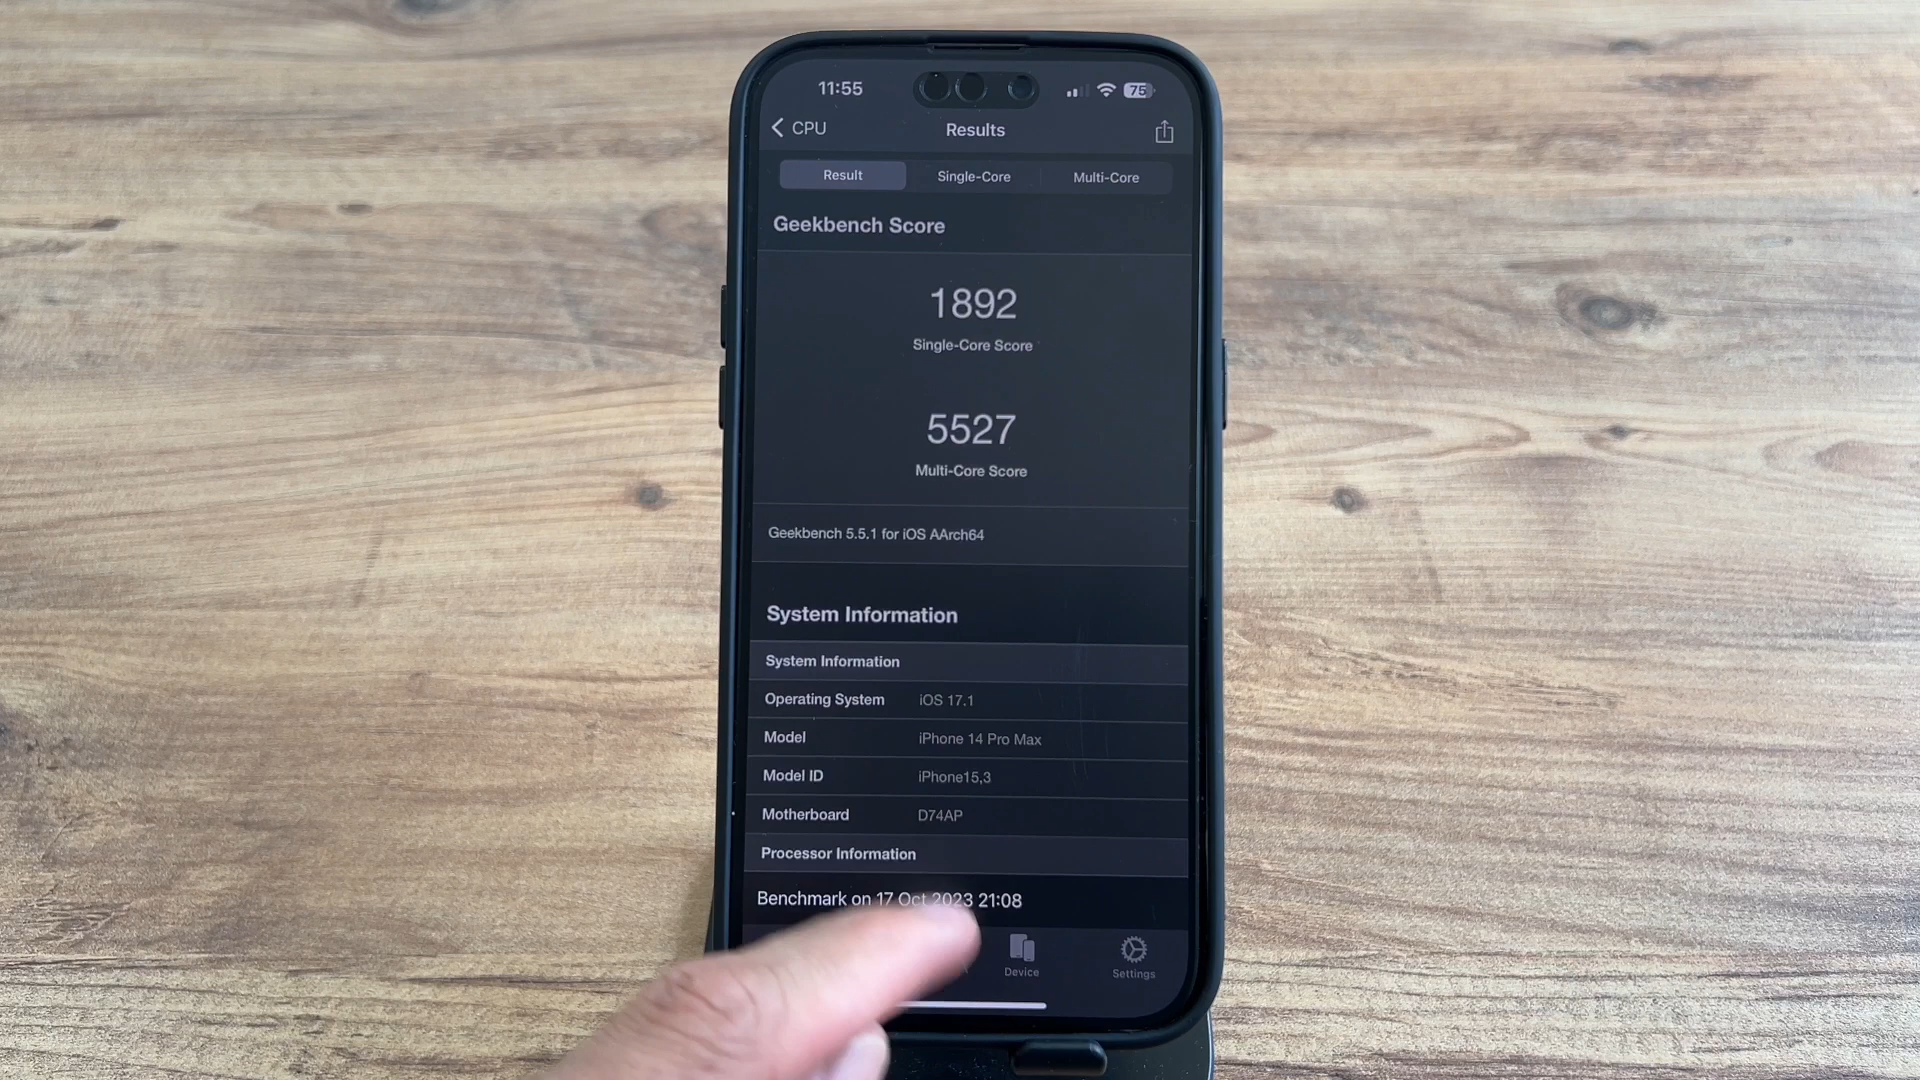 11:55
75
CPU
Results
Result
Single-Core
Multi-Core
Geekbench Score
1892
Single-Core Score
5527
Multi-Core Score
Geekbench 5.5.1 for iOS AArch64
System Information
System Information
Operating System iOS 17.1
Model iPhone 14 Pro Max
Model ID iPhone15,3
Motherboard D74AP
Processor Information
Benchmark on 17 Oct 2023 21:08
Device
Settings